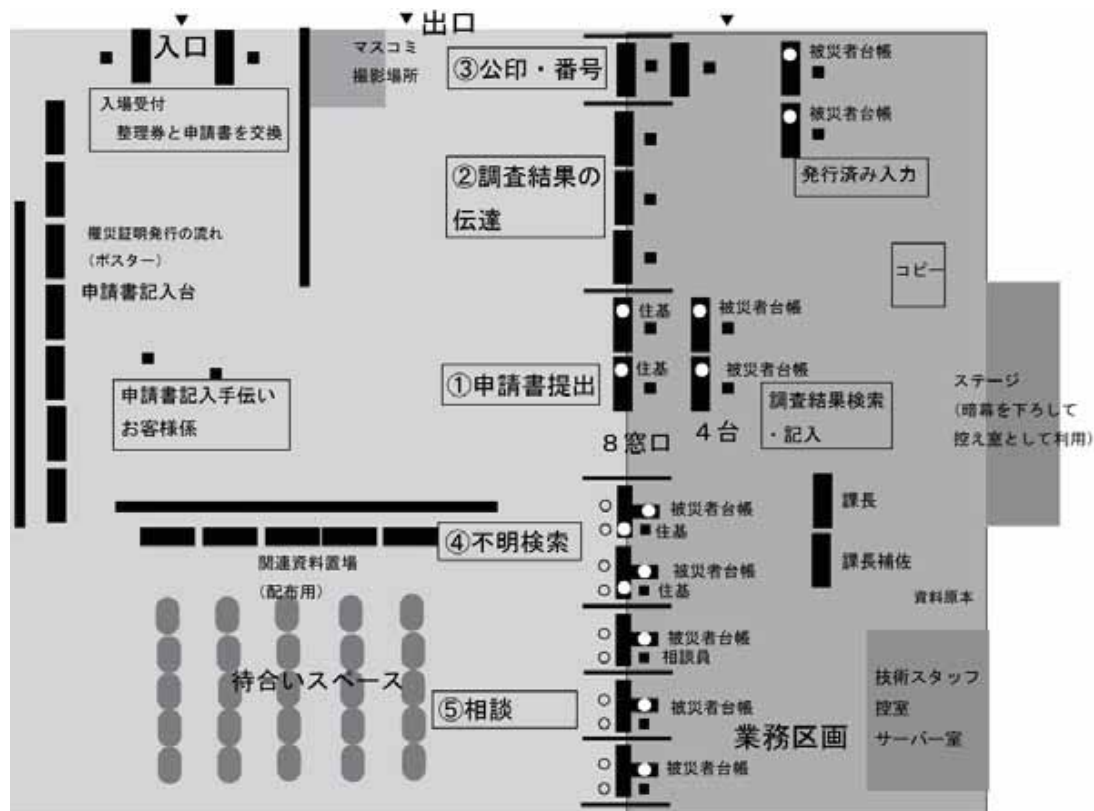 出口
入口
マスコミ
撮影場所
③公印・番号
被災者台帳
入場受付
整理券と申請書を交換
被災者台帳
発行済み入力
②調査結果の
伝達
罹災証明発行の流れ
（ポスター）
申請書記入台
コピー
住基
被災者台帳
住基
被災者台帳
①申請書提出
申請書記入手伝い
お客様係
調査結果検索
・記入
ステージ
(暗幕を下ろして
控え室として利用)
８窓口
４台
被災者台帳
住基
課長
④不明検索
関連資料置場
（配布用）
被災者台帳
住基
課長補佐
資料原本
被災者台帳
相談員
待合いスペース
⑤相談
被災者台帳
業務区画
技術スタッフ
控室
サーバー室
被災者台帳